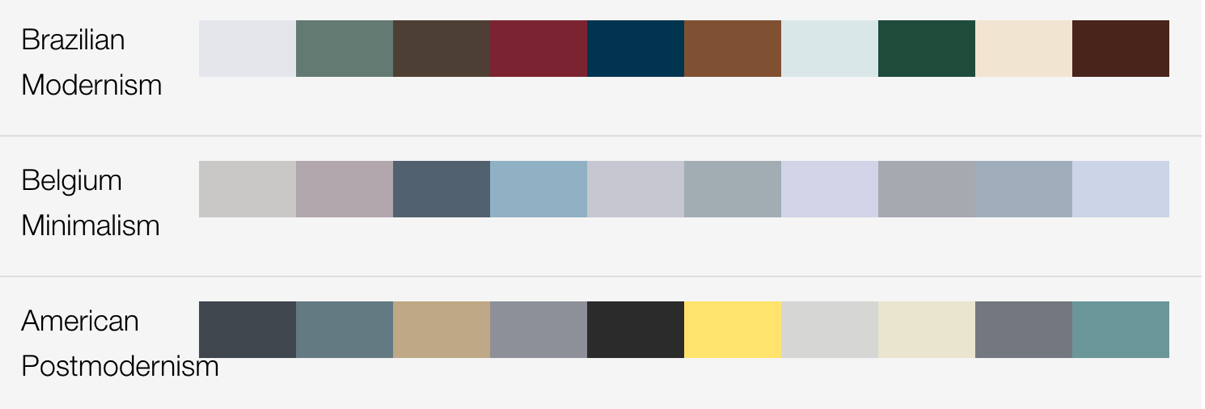 Brazilian
Modernism
Belgium
Minimalism
American
Postmodernism